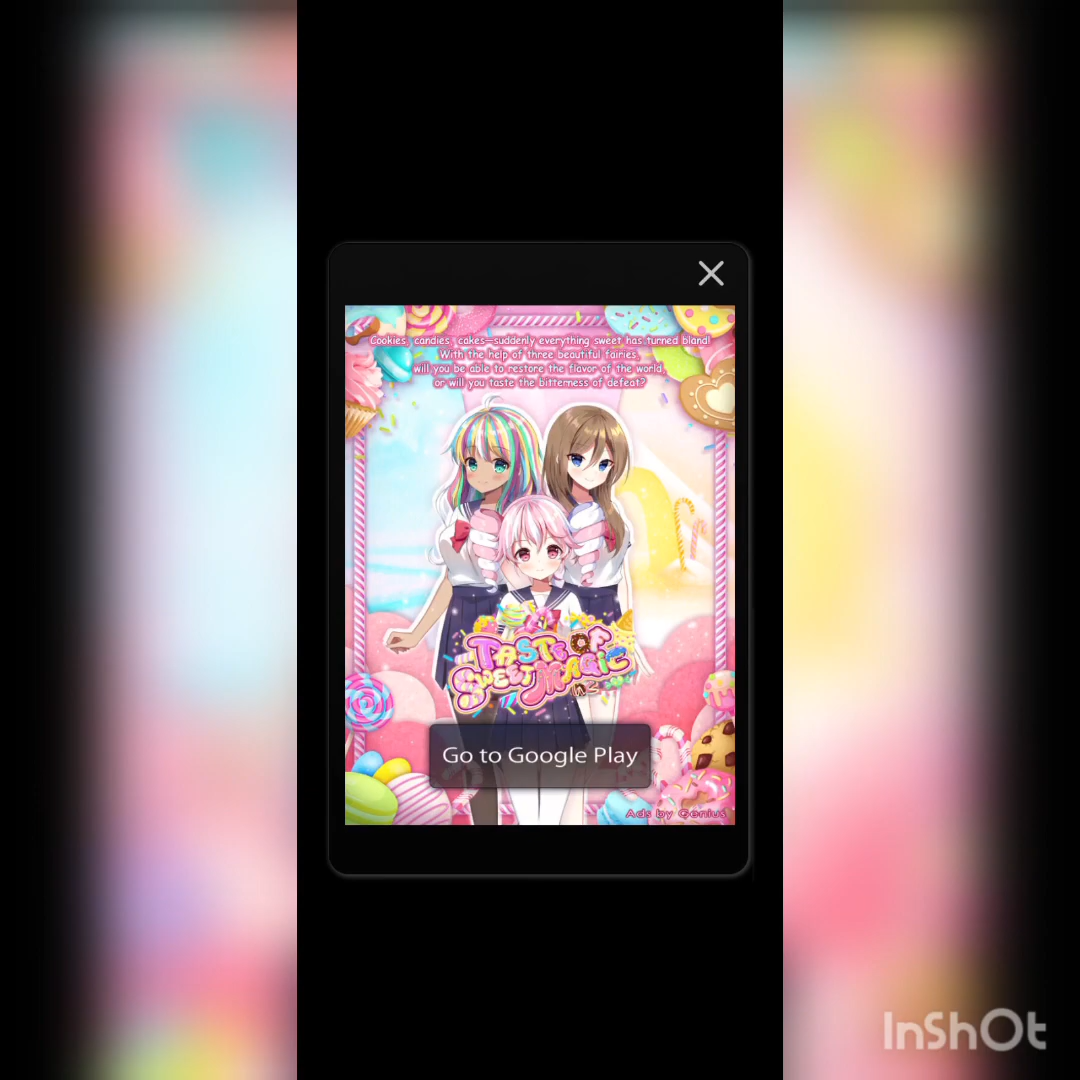 Cookies, candies, cakes—suddenly everything sweet has turned bland!
With the help of three beautiful fairies,
will you be able to restore the flavor of the world,
or will you taste the bitterness of defeat?
TASTE OF
SWEET MAGIC
Go to Google Play
Ads by Genius
InShOt